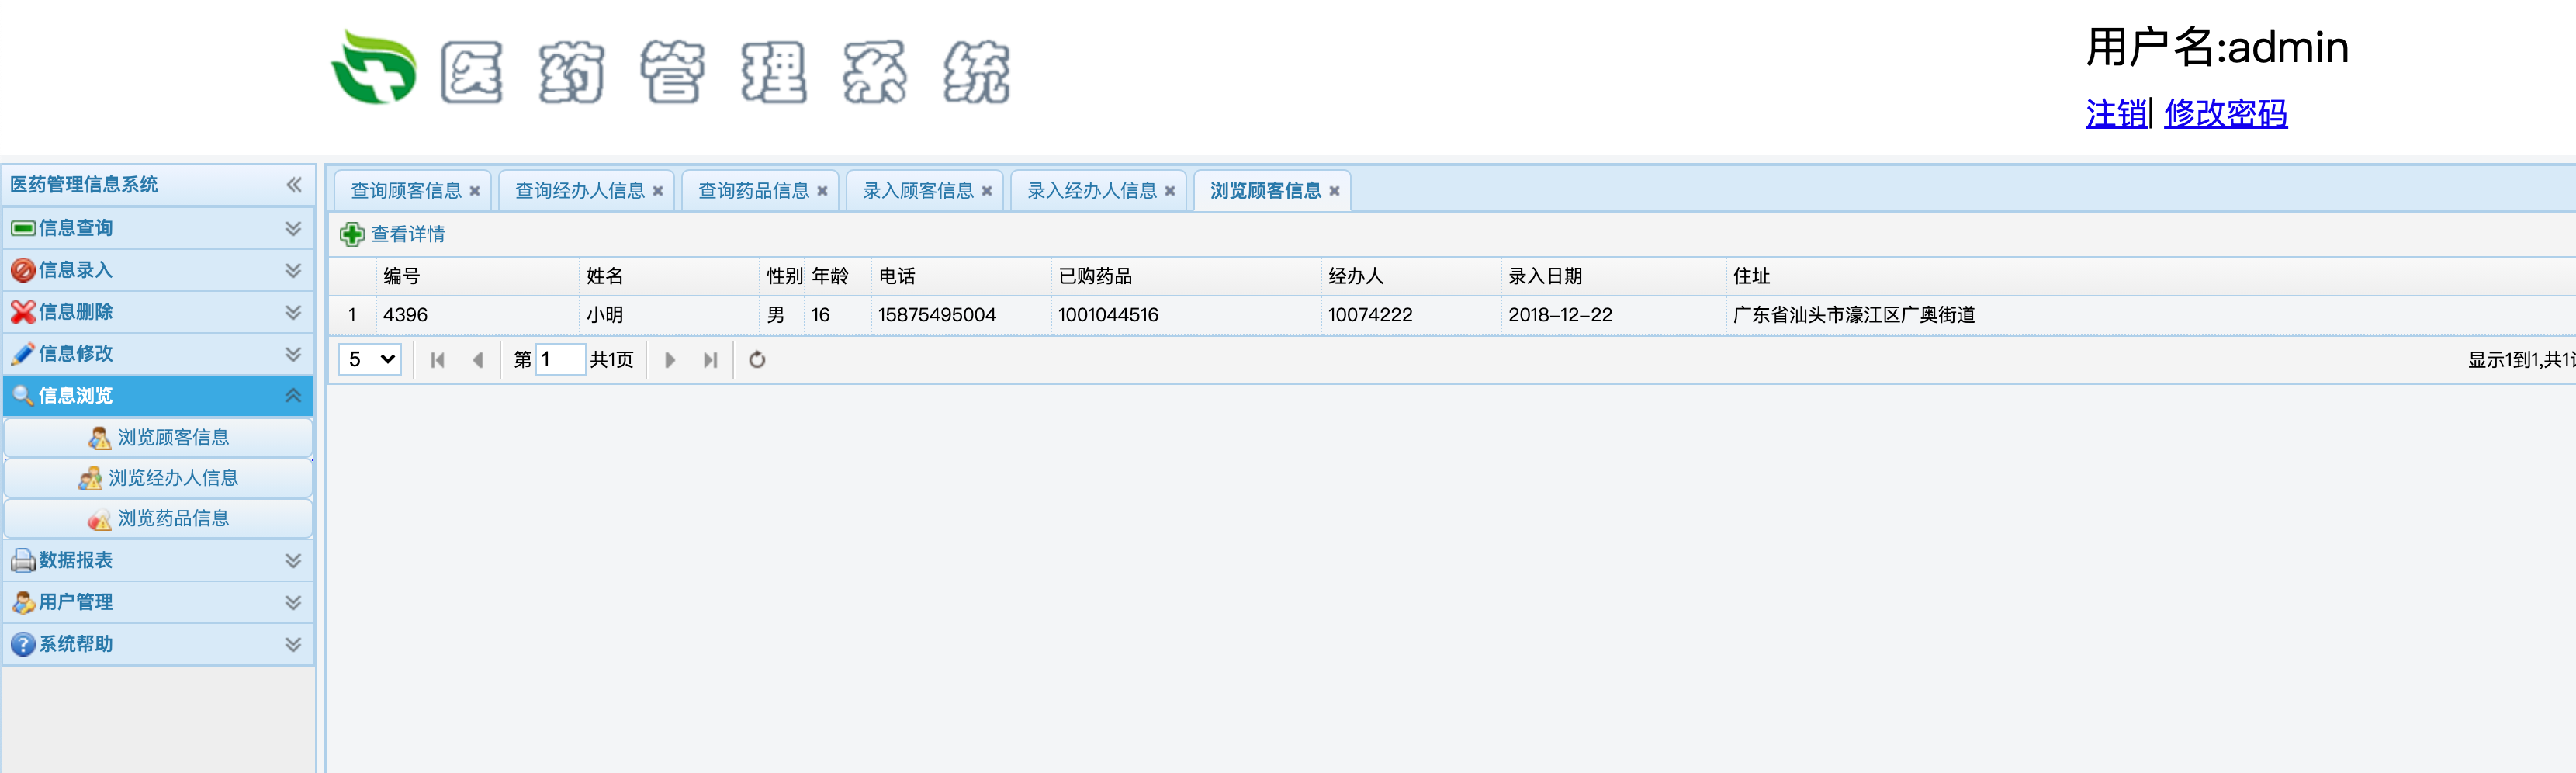 医药管理系统
用户名:admin
注销| 修改密码
医药管理信息系统
信息查询
信息录入
信息删除
信息修改
信息浏览
浏览顾客信息
浏览经办人信息
浏览药品信息
数据报表
用户管理
系统帮助
查询顾客信息 查询经办人信息 查询药品信息 录入顾客信息 录入经办人信息 浏览顾客信息
查看详情
编号 姓名 性别 年龄 电话 已购药品 经办人 录入日期 住址
1 4396 小明 男 16 15875495004 1001044516 10074222 2018-12-22 广东省汕头市濠江区广奥街道
5 第 1 共1页 显示1到1,共1